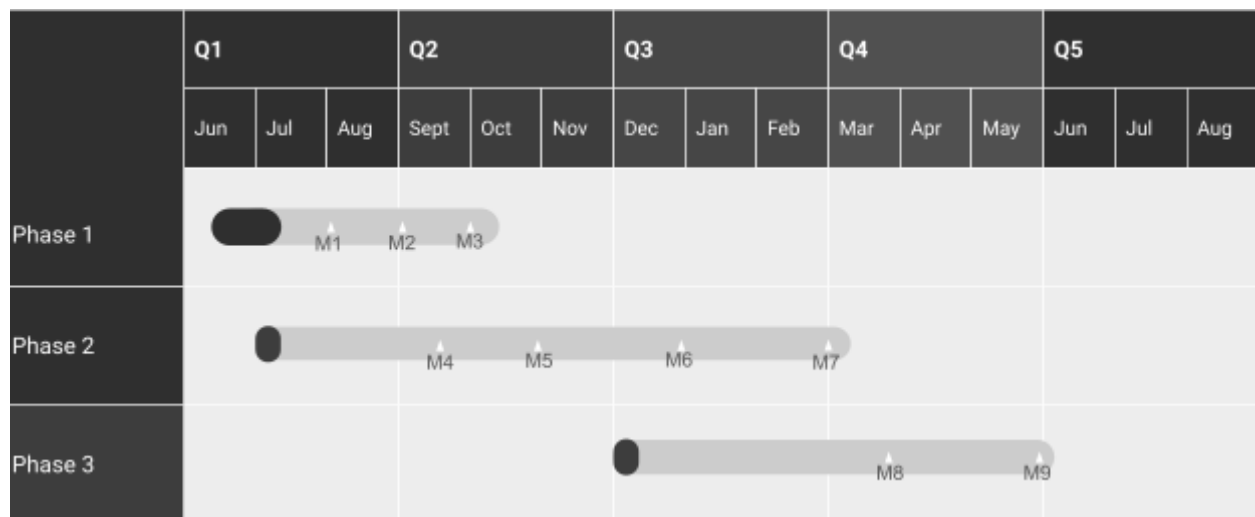 Q1 Q2 Q3 Q4 Q5
Jun Jul Aug Sept Oct Nov Dec Jan Feb Mar Apr May Jun Jul Aug
Phase 1
M1 M2 M3
Phase 2
M4 M5 M6 M7
Phase 3
M8 M9